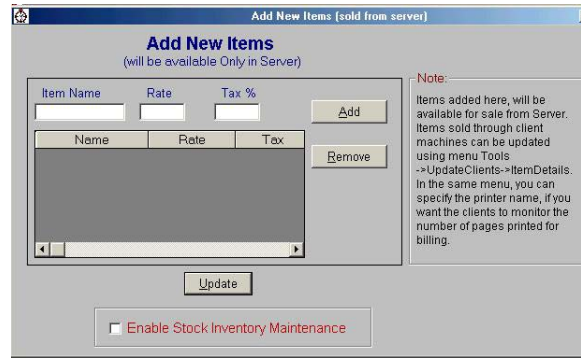 Add New Items (sold from server)
Add New Items
(will be available Only in Server)
Item Name Rate Tax %
Add
Name Rate Tax
Remove
Update
Enable Stock Inventory Maintenance
Note:
Items added here, will be
available for sale from Server.
Items sold through client
machines can be updated
using menu Tools
->UpdateClients->ItemDetails.
In the same menu, you can
specify the printer name, if you
want the clients to monitor the
number of pages printed for
billing.